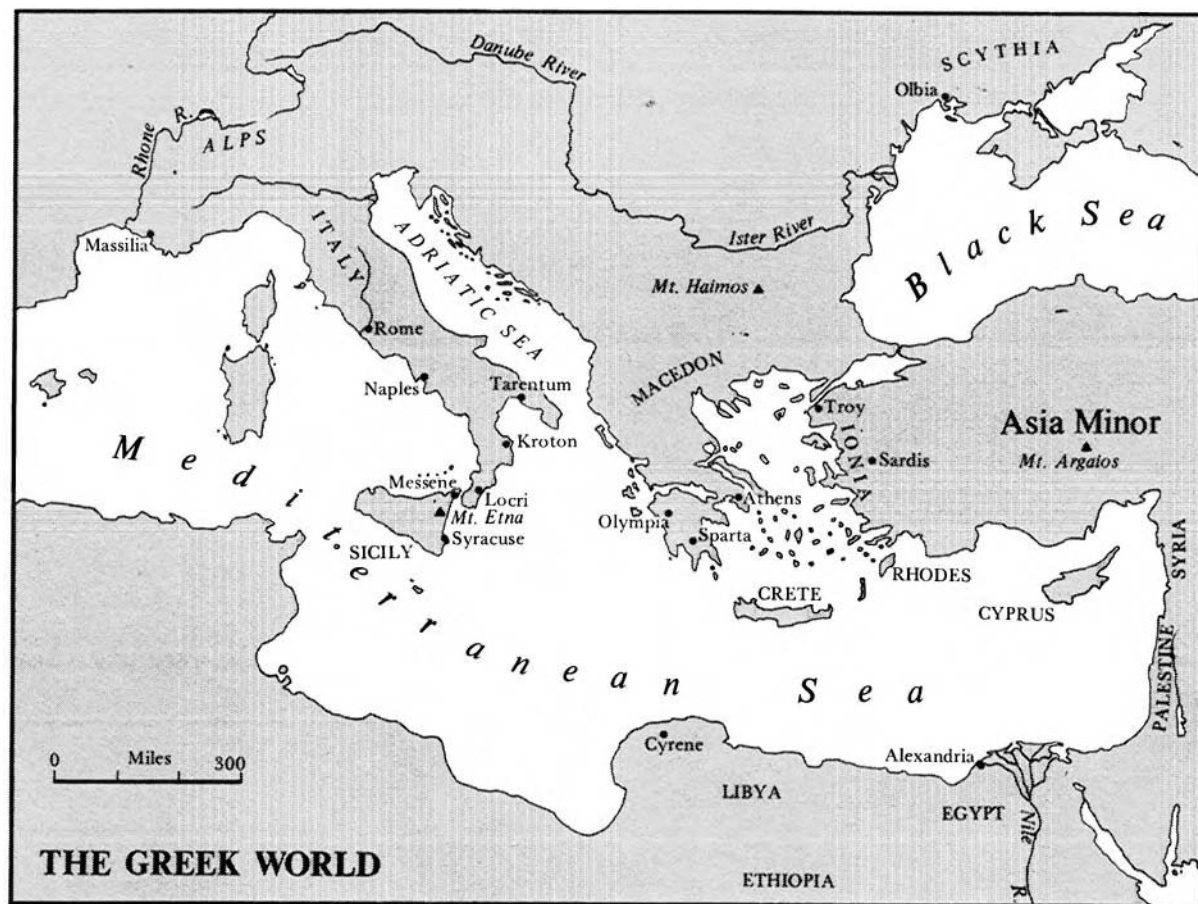 Danube River
SCYTHIA
Olbia
Rhone R.
ALPS
Massilia
ITALY
ADRIATIC SEA
Ister River
Black Sea
Mt. Haimos
Rome
MACEDON
Naples
Tarentum
Troy
Asia Minor
IONIA
Kroton
Sardis
Mt. Argaios
Mediterranean Sea
Messene
Locri
Athens
Mt. Etna
Olympia
Syracuse
Sparta
SICILY
RHODES
SYRIA
CRETE
CYPRUS
PALESTINE
Cyrene
0 Miles 300
Alexandria
LIBYA
EGYPT
Nile R.
THE GREEK WORLD
ETHIOPIA